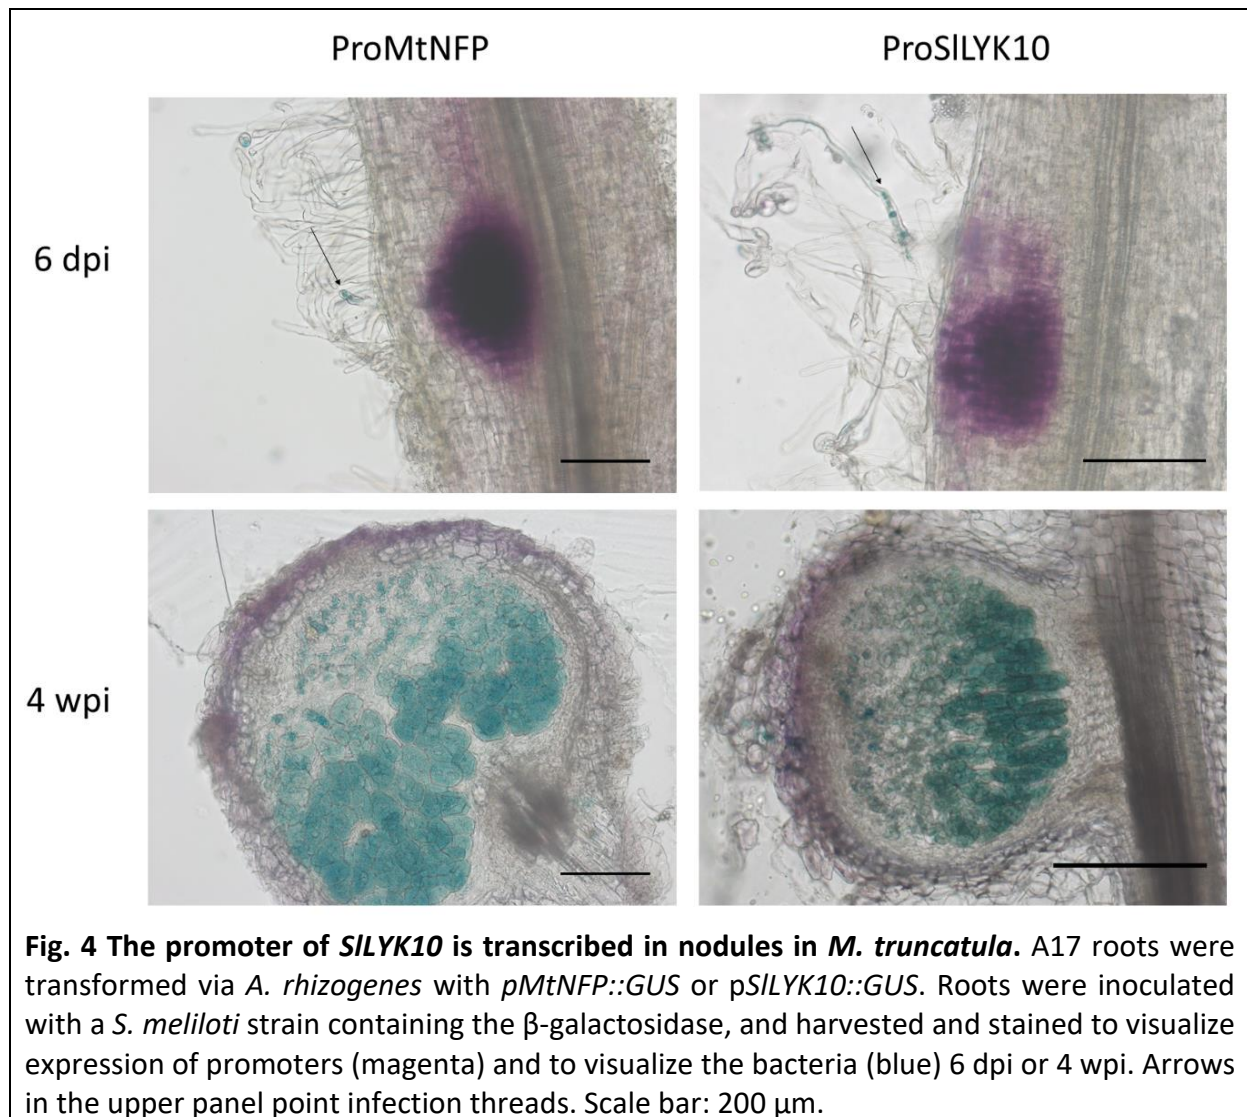 ProMtNFP
ProSlLYK10
6 dpi
4 wpi
Fig. 4 The promoter of SlLYK10 is transcribed in nodules in M. truncatula. A17 roots were
transformed via A. rhizogenes with pMtNFP::GUS or pSlLYK10::GUS. Roots were inoculated
with a S. meliloti strain containing the β-galactosidase, and harvested and stained to visualize
expression of promoters (magenta) and to visualize the bacteria (blue) 6 dpi or 4 wpi. Arrows
in the upper panel point infection threads. Scale bar: 200 μm.